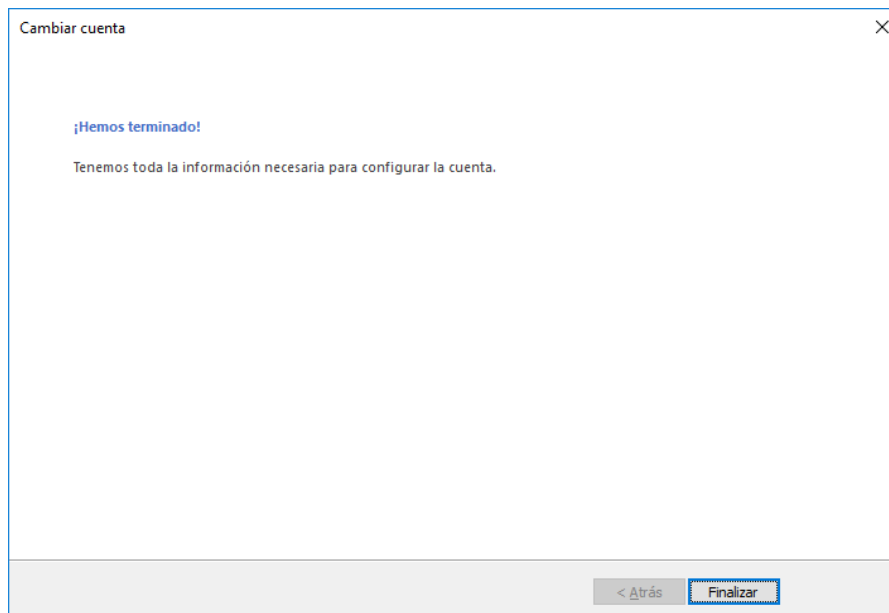 Cambiar cuenta
¡Hemos terminado!
Tenemos toda la información necesaria para configurar la cuenta.
< Atrás
Finalizar